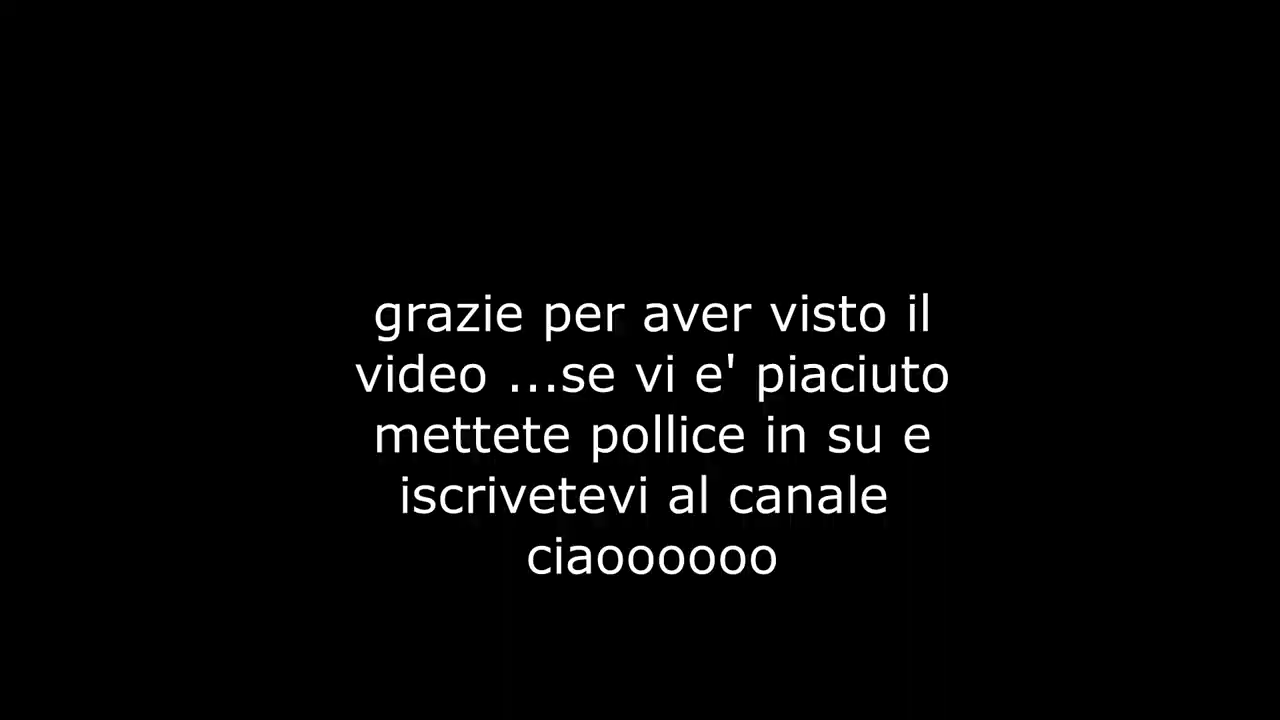 grazie per aver visto il
video ...se vi e' piaciuto
mettete pollice in su e
iscrivetevi al canale
ciaoooooo